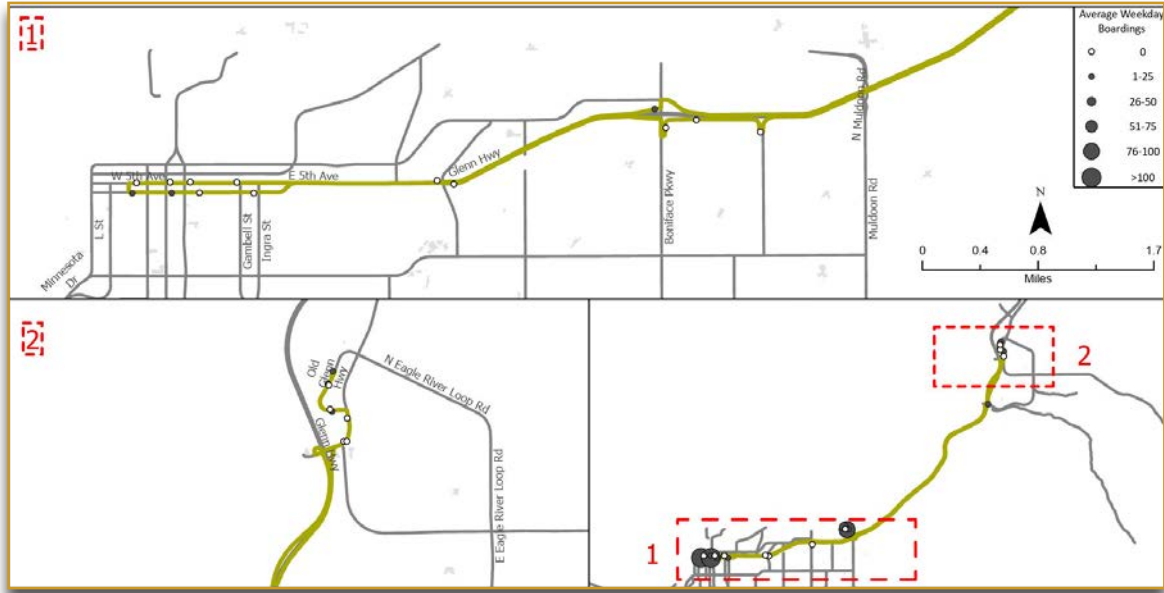 1
Average Weekday
Boardings
0
1-25
26-50
51-75
76-100
>100
N Muldoon Rd
Glenn Hwy
W 5th Ave
E 5th Ave
L St
Gambell St
Ingra St
Boniface Pkwy
Muldoon Rd
Minnesota
Dr
N
0 0.4 0.8 1.7
Miles
2
Old
Glenn
Hwy
N Eagle River Loop Rd
Glenn Hwy
E Eagle River Loop Rd
2
1